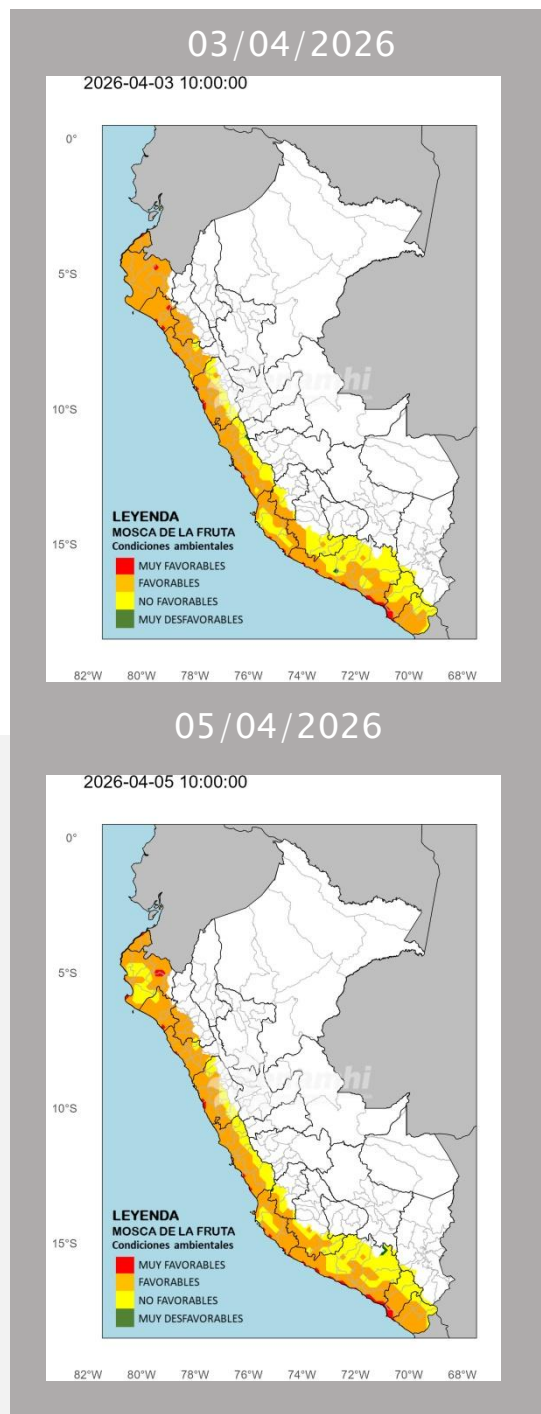 03/04/2026
2026-04-03 10:00:00
0°
5°S
10°S
15°S
LEYENDA
MOSCA DE LA FRUTA
Condiciones ambientales
MUY FAVORABLES
FAVORABLES
NO FAVORABLES
MUY DESFAVORABLES
82°W 80°W 78°W 76°W 74°W 72°W 70°W 68°W
05/04/2026
2026-04-05 10:00:00
0°
5°S
10°S
15°S
LEYENDA
MOSCA DE LA FRUTA
Condiciones ambientales
MUY FAVORABLES
FAVORABLES
NO FAVORABLES
MUY DESFAVORABLES
82°W 80°W 78°W 76°W 74°W 72°W 70°W 68°W